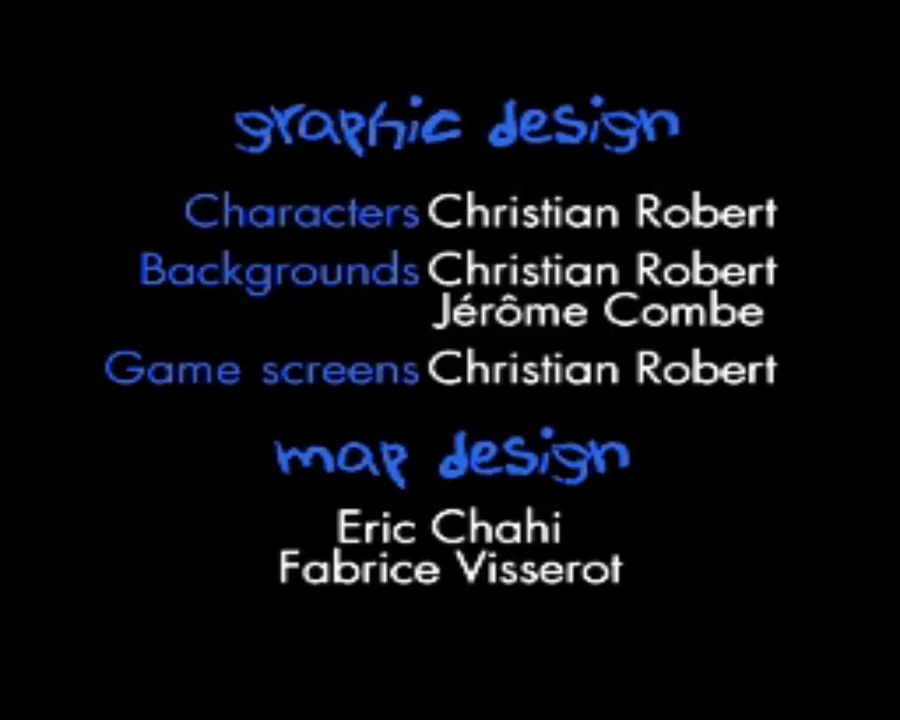 graphic design
Characters Christian Robert
Backgrounds Christian Robert
Jérôme Combe
Game screens Christian Robert
map design
Eric Chahi
Fabrice Visserot